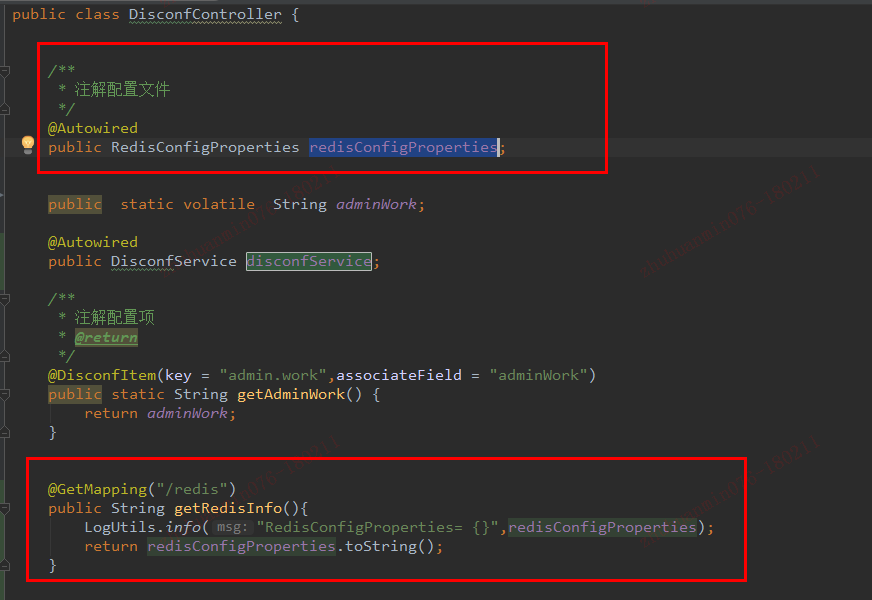 public class DisconfController {
/**
* 注解配置文件
*/
@Autowired
public RedisConfigProperties redisConfigProperties;
public static volatile String adminWork;
@Autowired
public DisconfService disconfService;
/**
* 注解配置项
* @return
*/
@DisconfItem(key = "admin.work",associateField = "adminWork")
public static String getAdminWork() {
return adminWork;
}
@GetMapping("/redis")
public String getRedisInfo(){
LogUtils.info( msg: "RedisConfigProperties= {}",redisConfigProperties);
return redisConfigProperties.toString();
}